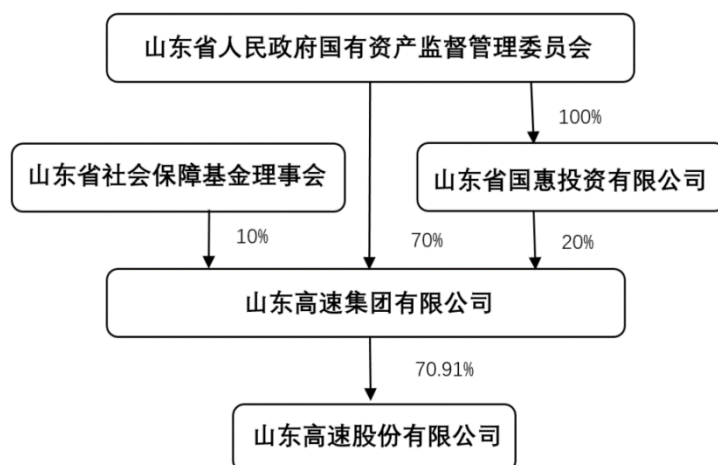 山东省人民政府国有资产监督管理委员会
100%
山东省社会保障基金理事会
山东省国惠投资有限公司
10%
70%
20%
山东高速集团有限公司
70.91%
山东高速股份有限公司